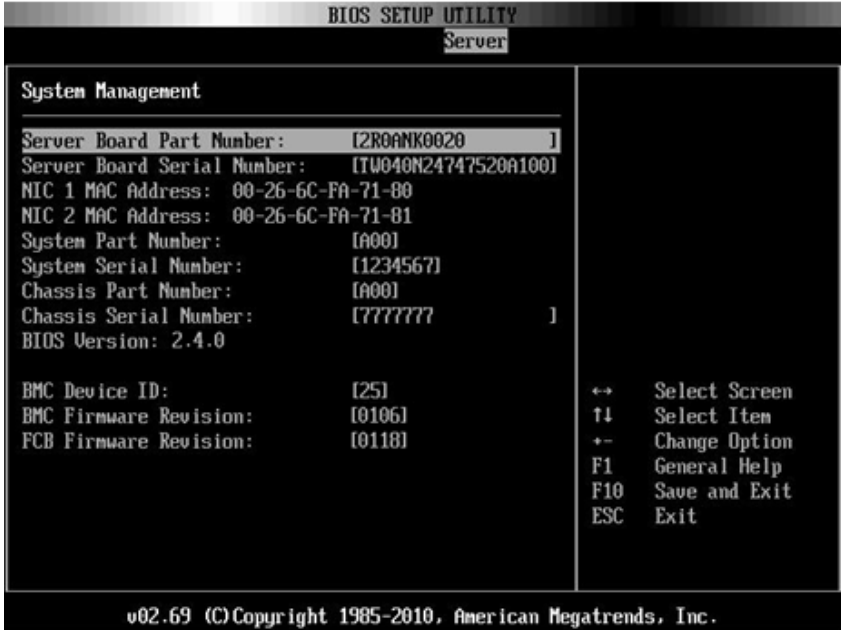 BIOS SETUP UTILITY
Server
System Management
Server Board Part Number: [2R0ANK0020 ]
Server Board Serial Number: [TW040N24747520A100]
NIC 1 MAC Address: 00-26-6C-FA-71-80
NIC 2 MAC Address: 00-26-6C-FA-71-81
System Part Number: [A00]
System Serial Number: [1234567]
Chassis Part Number: [A00]
Chassis Serial Number: [7777777 ]
BIOS Version: 2.4.0
BMC Device ID: [25]
BMC Firmware Revision: [0106]
FCB Firmware Revision: [0118]
↔ Select Screen
↑↓ Select Item
+- Change Option
F1 General Help
F10 Save and Exit
ESC Exit
v02.69 (C)Copyright 1985-2010, American Megatrends, Inc.